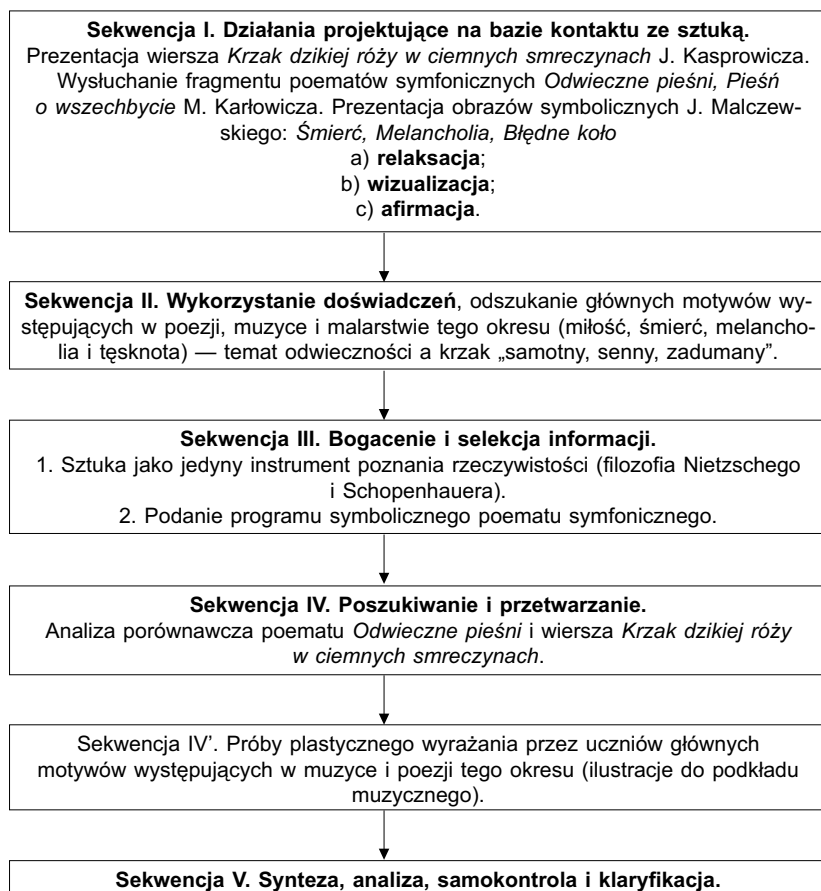 Sekwencja I. Działania projektujące na bazie kontaktu ze sztuką.
Prezentacja wiersza Krzak dzikiej róży w ciemnych smreczynach J. Kasprowicza.
Wysłuchanie fragmentu poematów symfonicznych Odwieczne pieśni, Pieśń
o wszechbycie M. Karłowicza. Prezentacja obrazów symbolicznych J. Malczew-
skiego: Śmierć, Melancholia, Błędne koło
a) relaksacja;
b) wizualizacja;
c) afirmacja.
Sekwencja II. Wykorzystanie doświadczeń, odszukanie głównych motywów wy-
stępujących w poezji, muzyce i malarstwie tego okresu (miłość, śmierć, melancho-
lia i tęsknota) — temat odwieczności a krzak „samotny, senny, zadumany”.
Sekwencja III. Bogacenie i selekcja informacji.
1. Sztuka jako jedyny instrument poznania rzeczywistości (filozofia Nietzschego
i Schopenhauera).
2. Podanie programu symbolicznego poematu symfonicznego.
Sekwencja IV. Poszukiwanie i przetwarzanie.
Analiza porównawcza poematu Odwieczne pieśni i wiersza Krzak dzikiej róży
w ciemnych smreczynach.
Sekwencja IV’. Próby plastycznego wyrażania przez uczniów głównych
motywów występujących w muzyce i poezji tego okresu (ilustracje do podkładu
muzycznego).
Sekwencja V. Synteza, analiza, samokontrola i klaryfikacja.